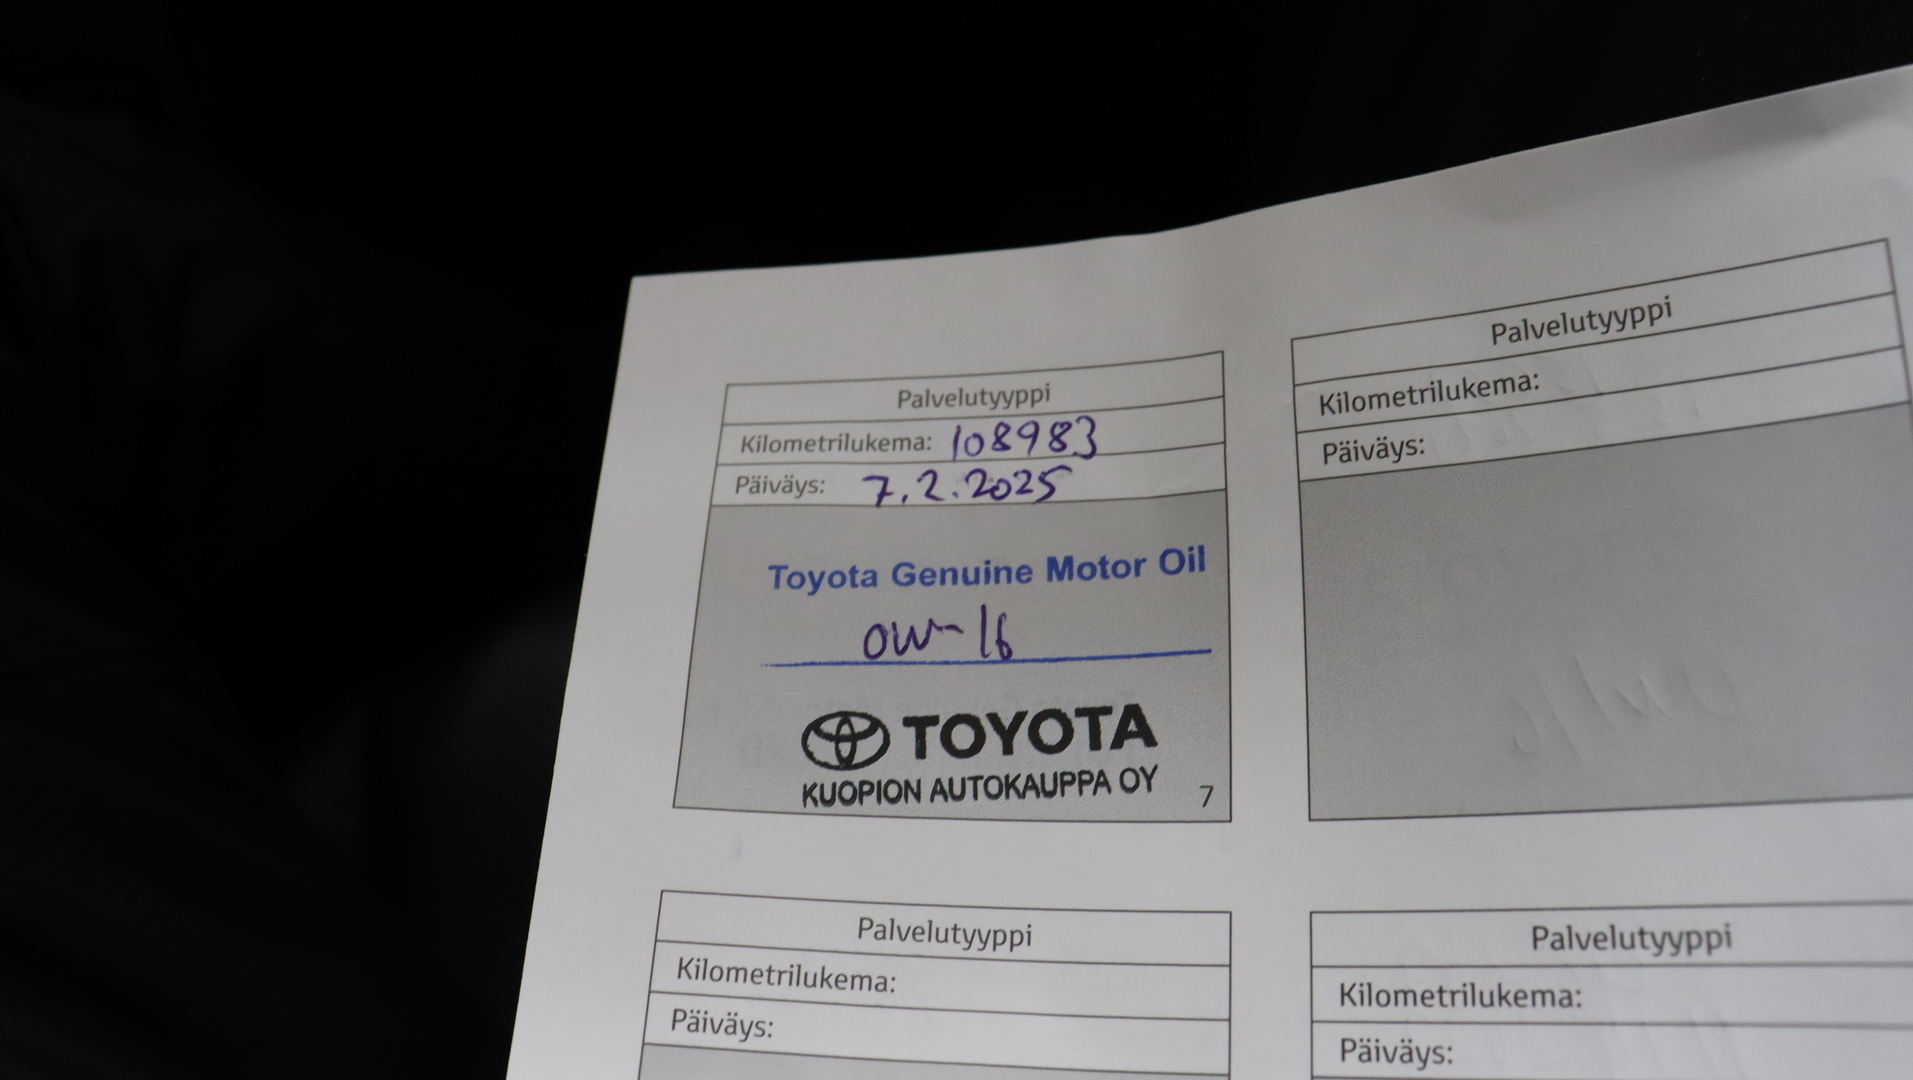 Palvelutyyppi
Kilometrilukema: 108983
Päiväys: 7.2.2025
Toyota Genuine Motor Oil
0W-16
TOYOTA
KUOPION AUTOKAUPPA OY
7
Palvelutyyppi
Kilometrilukema:
Päiväys:
Palvelutyyppi
Kilometrilukema:
Päiväys:
Palvelutyyppi
Kilometrilukema:
Päiväys: